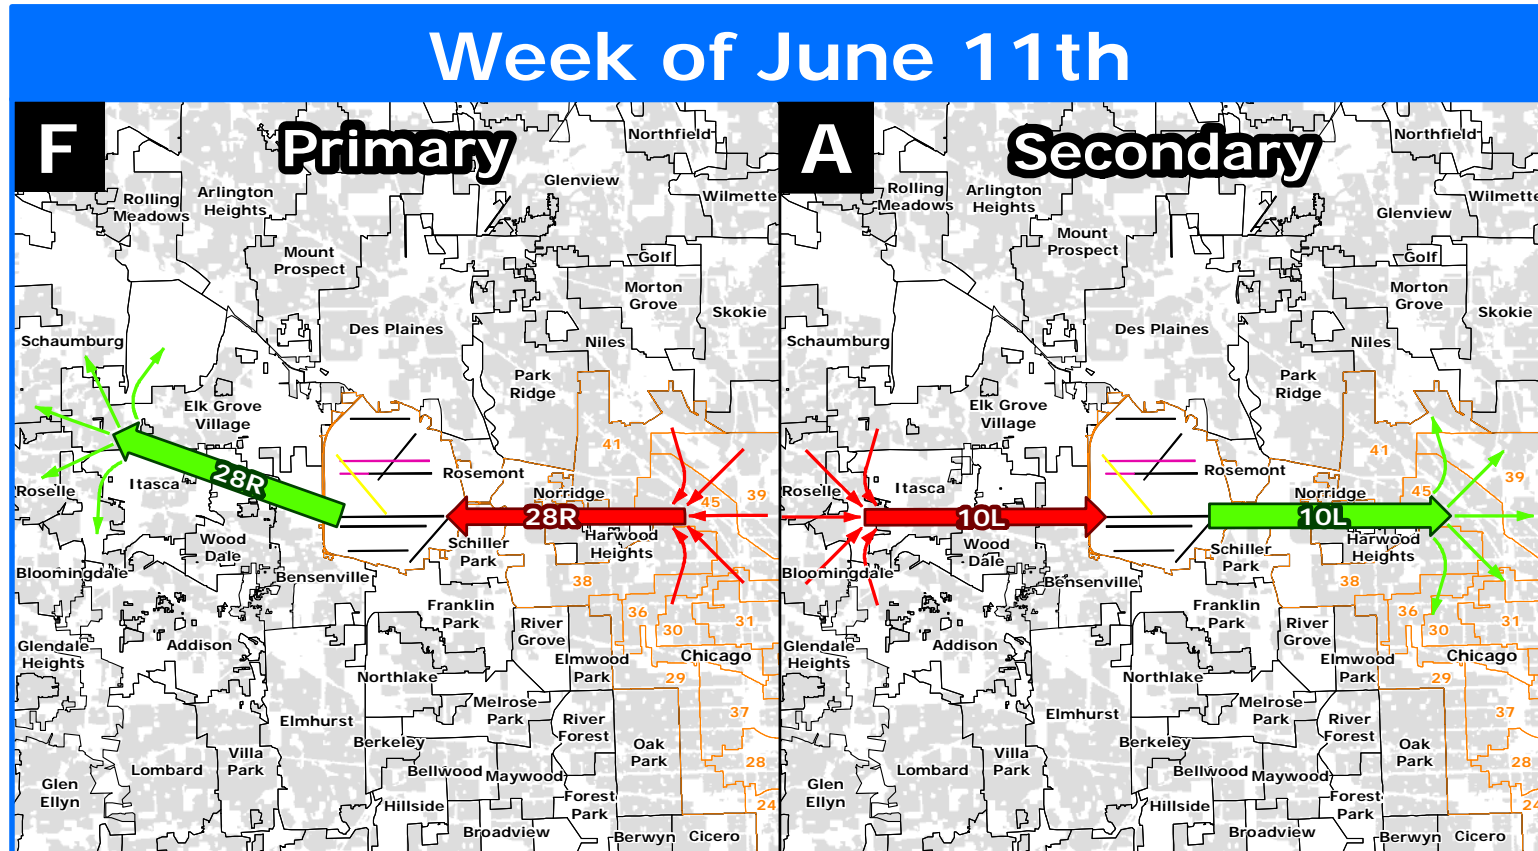 Week of June 11th
F
Primary
Northfield
Arlington
Heights
Rolling
Meadows
Glenview
Wilmette
Mount
Prospect
Golf
Morton
Grove
Skokie
Des Plaines
Schaumburg
Niles
Park
Ridge
Elk Grove
Village
41
Rosemont
28R
Itasca
Roselle
Norridge
45
39
28R
Harwood
Heights
Wood
Dale
Schiller
Park
Bloomingdale
Bensenville
38
Franklin
Park
36
River
Grove
30
31
Glendale
Heights
Addison
Chicago
Elmwood
Park
Northlake
29
Melrose
Park
37
Elmhurst
River
Forest
Berkeley
Oak
Park
Villa
Park
28
Lombard
Bellwood
Maywood
Glen
Ellyn
Forest
Park
24
Hillside
Broadview
Berwyn
Cicero
A
Secondary
Northfield
Rolling
Meadows
Arlington
Heights
Wilmette
Glenview
Mount
Prospect
Golf
Morton
Grove
Skokie
Des Plaines
Schaumburg
Niles
Park
Ridge
Elk Grove
Village
41
Rosemont
39
Itasca
Roselle
Norridge
45
10L
10L
Harwood
Heights
Wood
Dale
Schiller
Park
Bloomingdale
Bensenville
38
Franklin
Park
36
River
Grove
30
31
Glendale
Heights
Addison
Chicago
Elmwood
Park
Northlake
29
Melrose
Park
37
Elmhurst
River
Forest
Berkeley
Oak
Park
Villa
Park
28
Lombard
Bellwood
Maywood
Glen
Ellyn
Forest
Park
24
Hillside
Broadview
Berwyn
Cicero